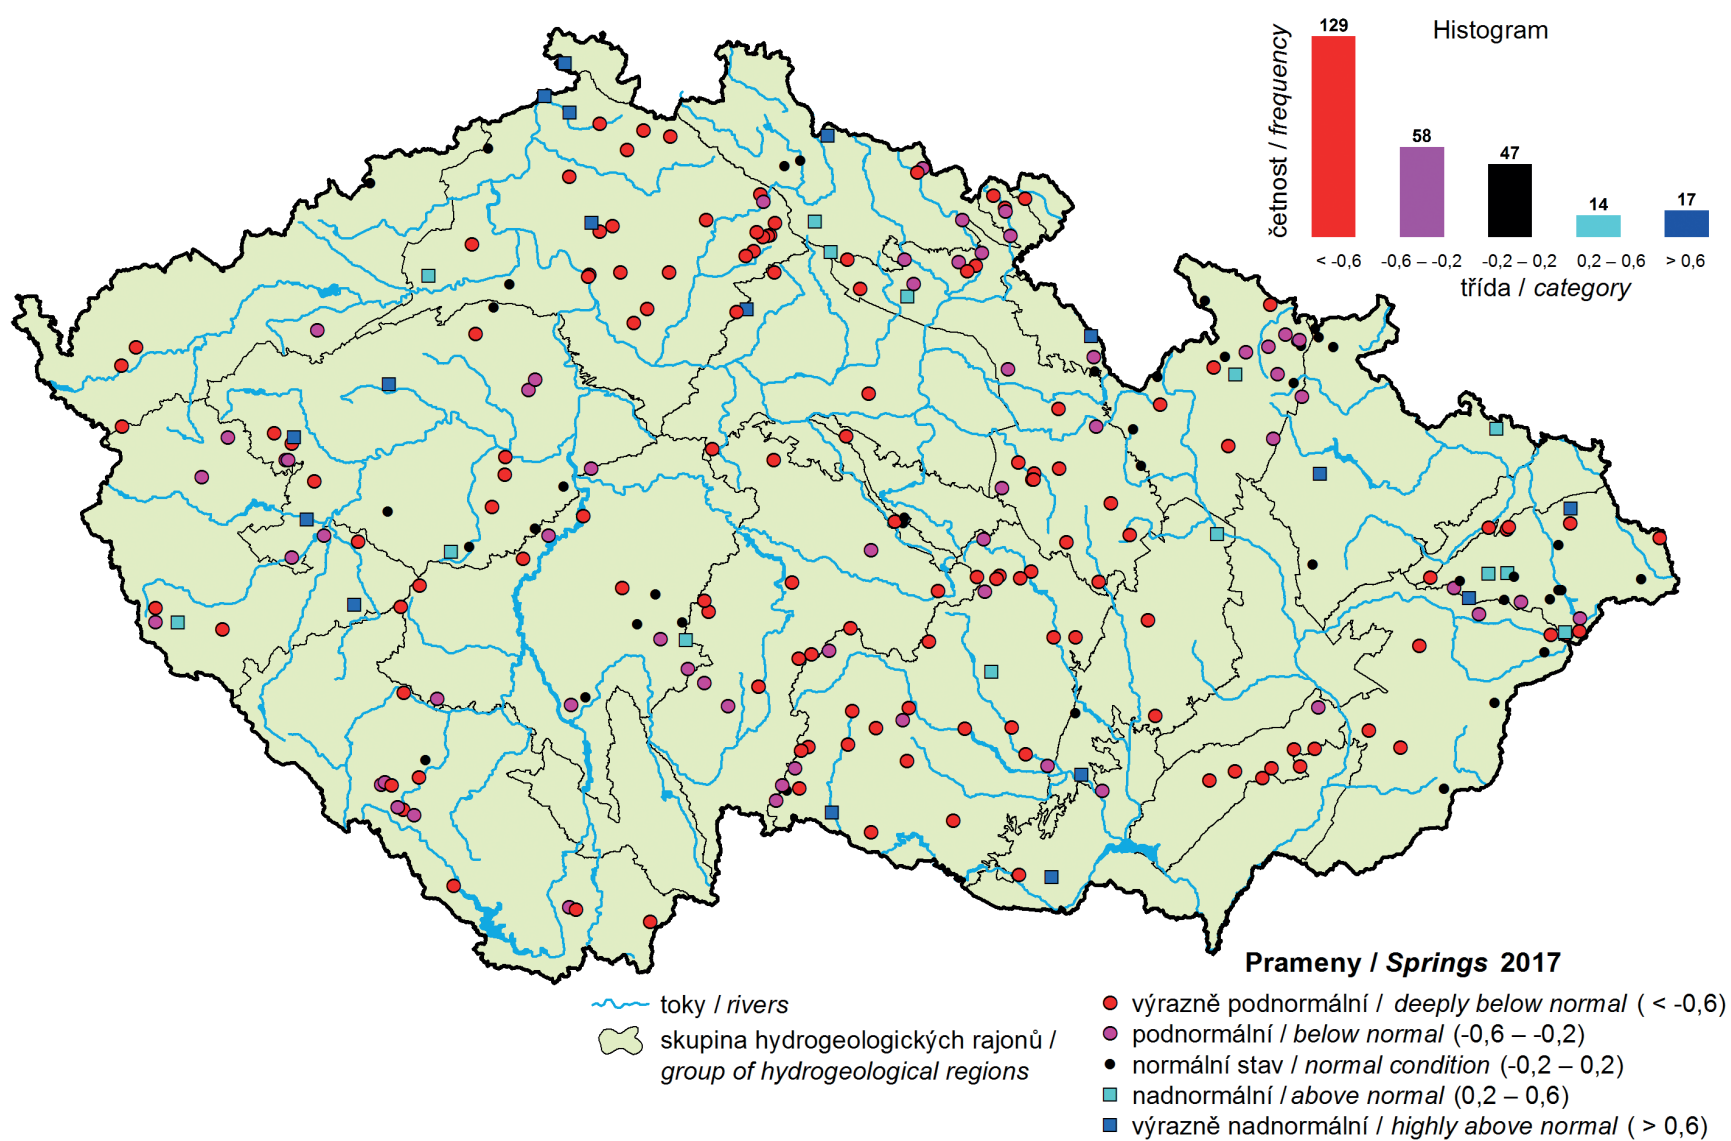 Histogram
četnost / frequency
129
58
47
14
17
< -0,6
-0,6 – -0,2
-0,2 – 0,2
0,2 – 0,6
> 0,6
třída / category
Prameny / Springs 2017
toky / rivers
skupina hydrogeologických rajonů /
group of hydrogeological regions
výrazně podnormální / deeply below normal ( < -0,6)
podnormální / below normal (-0,6 – -0,2)
normální stav / normal condition (-0,2 – 0,2)
nadnormální / above normal (0,2 – 0,6)
výrazně nadnormální / highly above normal ( > 0,6)